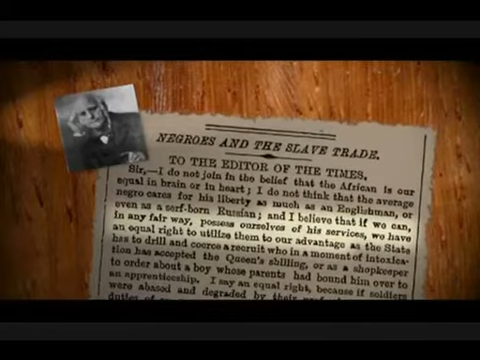 NEGROES AND THE SLAVE TRADE.
TO THE EDITOR OF THE TIMES.
Sir,—I do not join in the belief that the African is our
equal in brain or in heart; I do not think that the average
negro cares for his liberty as much as an Englishman, or
even as a serf-born Russian; and I believe that if we can,
in any fair way, possess ourselves of his services, we have
an equal right to utilise them to our advantage as the State
has to drill and coerce a recruit who in a moment of intoxica-
tion has accepted the Queen's shilling, or as a shopkeeper
to order about a boy whose parents had bound him over to
an apprenticeship. I say an equal right, because if soldiers
were abased and degraded by their
duties of